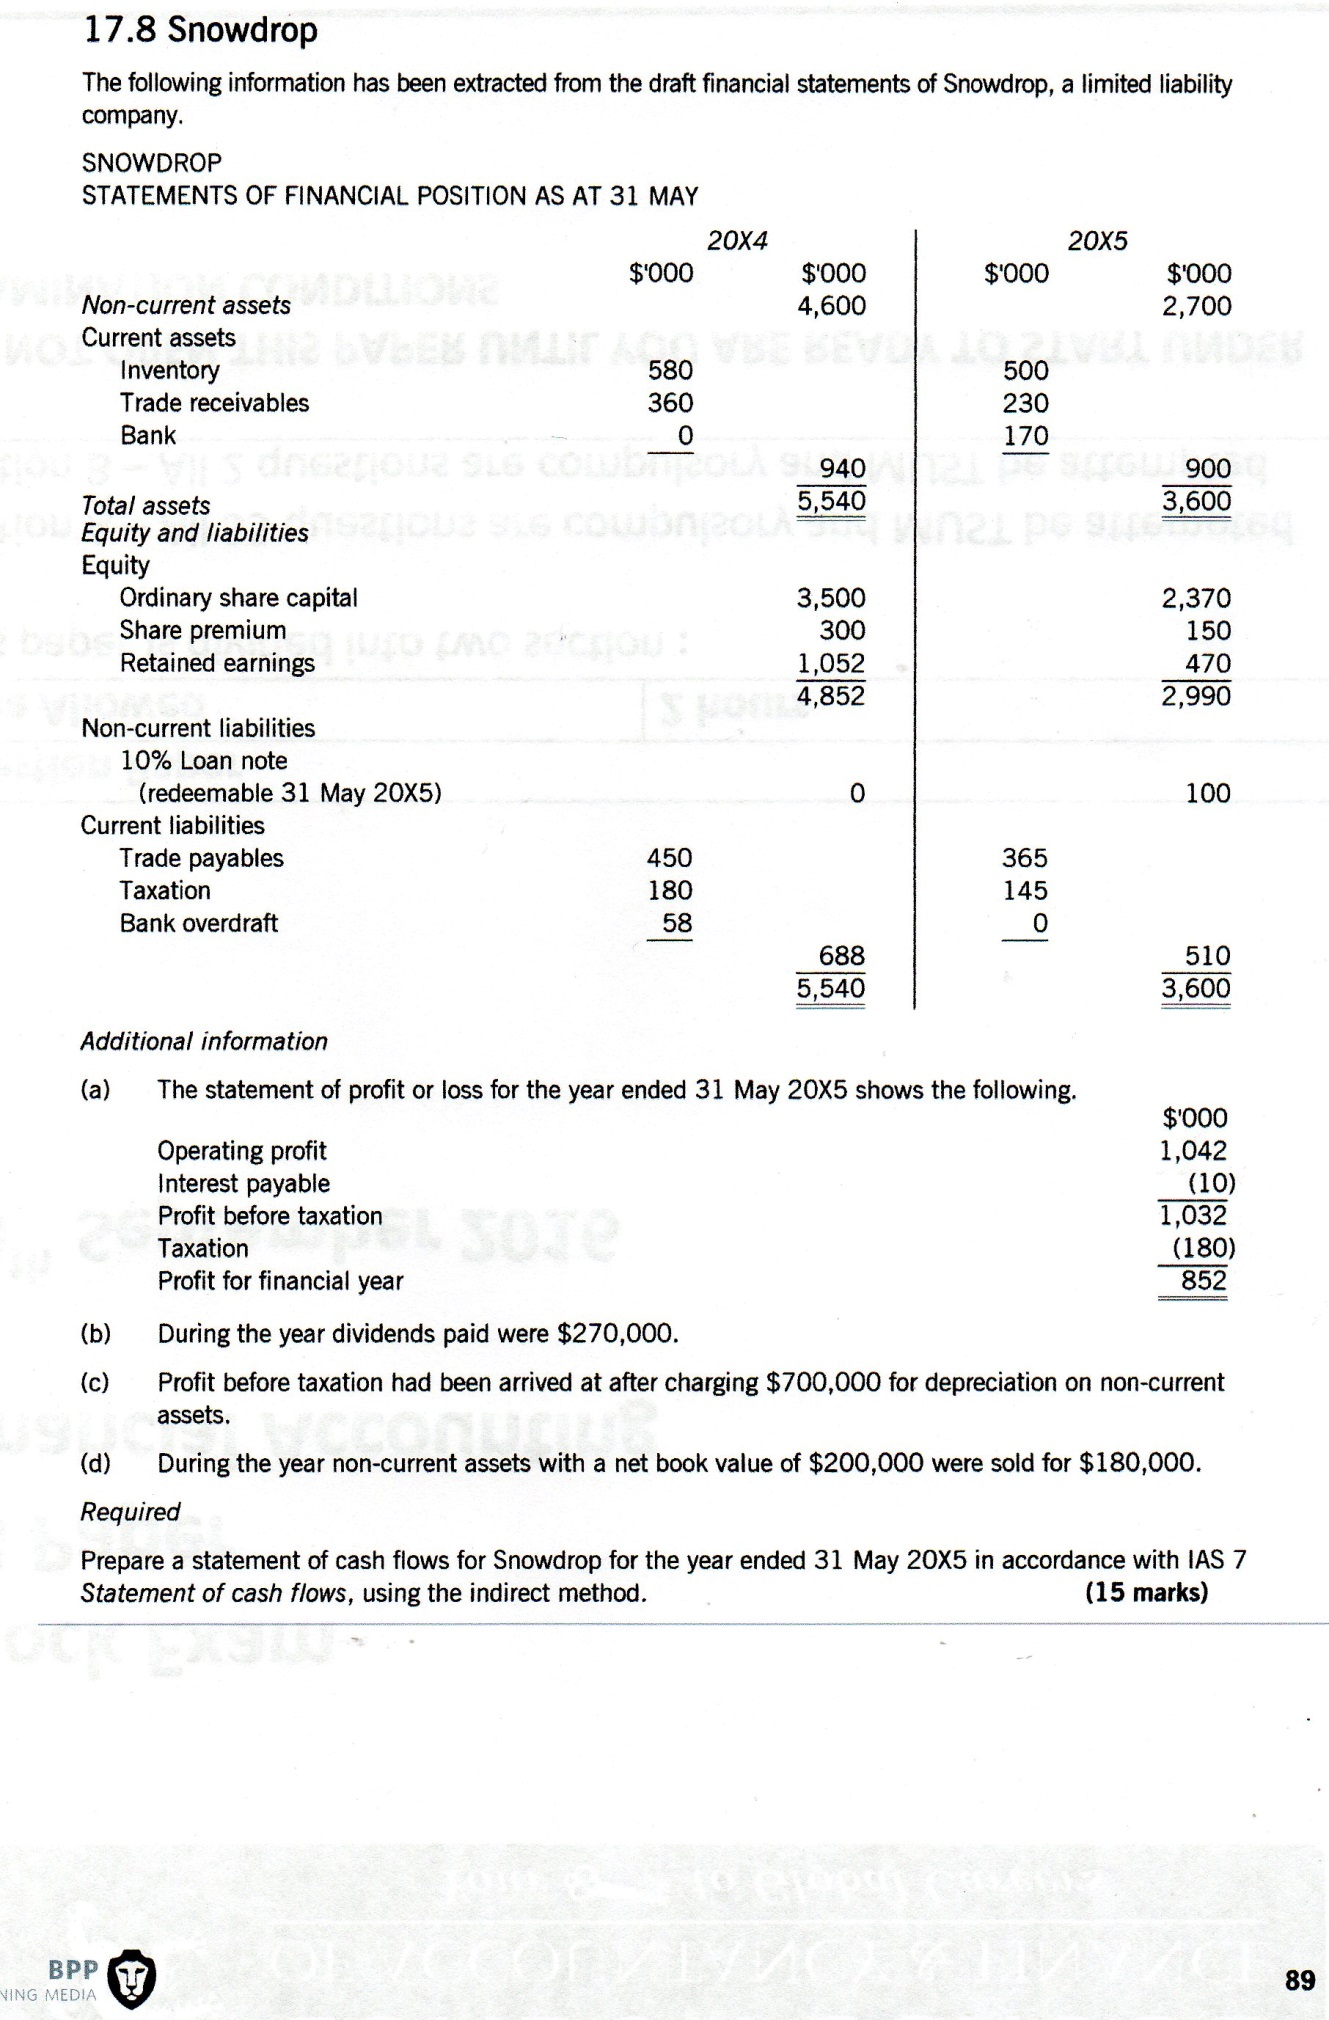 17.8 Snowdrop
The following information has been extracted from the draft financial statements of Snowdrop, a limited liability
company.
SNOWDROP
STATEMENTS OF FINANCIAL POSITION AS AT 31 MAY
20X4 20X5
$'000 $'000 $'000 $'000
Non-current assets 4,600 2,700
Current assets
Inventory 580 500
Trade receivables 360 230
Bank 0 170
940 900
Total assets 5,540 3,600
Equity and liabilities
Equity
Ordinary share capital 3,500 2,370
Share premium 300 150
Retained earnings 1,052 470
4,852 2,990
Non-current liabilities
10% Loan note
(redeemable 31 May 20X5) 0 100
Current liabilities
Trade payables 450 365
Taxation 180 145
Bank overdraft 58 0
688 510
5,540 3,600
Additional information
(a) The statement of profit or loss for the year ended 31 May 20X5 shows the following.
$'000
Operating profit 1,042
Interest payable (10)
Profit before taxation 1,032
Taxation (180)
Profit for financial year 852
(b) During the year dividends paid were $270,000.
(c) Profit before taxation had been arrived at after charging $700,000 for depreciation on non-current
assets.
(d) During the year non-current assets with a net book value of $200,000 were sold for $180,000.
Required
Prepare a statement of cash flows for Snowdrop for the year ended 31 May 20X5 in accordance with IAS 7
Statement of cash flows, using the indirect method. (15 marks)
BPP
NING MEDIA
89